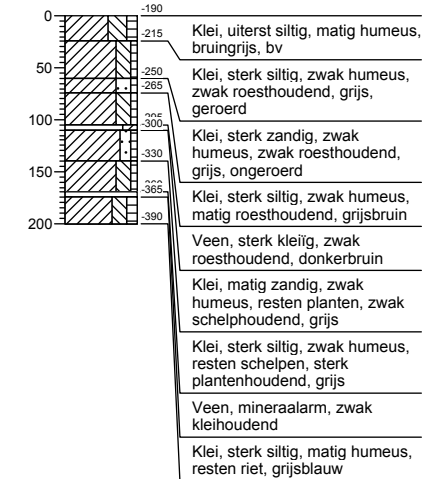 0
50
100
150
200
-190
-215
-250
-265
-300
-330
-365
-390
Klei, uiterst siltig, matig humeus,
bruingrijs, bv
Klei, sterk siltig, zwak humeus,
zwak roesthoudend, grijs,
geroerd
Klei, sterk zandig, zwak
humeus, zwak roesthoudend,
grijs, ongeroerd
Klei, sterk siltig, zwak humeus,
matig roesthoudend, grijsbruin
Veen, sterk kleiïg, zwak
roesthoudend, donkerbruin
Klei, matig zandig, zwak
humeus, resten planten, zwak
schelphoudend, grijs
Klei, sterk siltig, zwak humeus,
resten schelpen, sterk
plantenhoudend, grijs
Veen, mineraalarm, zwak
kleihoudend
Klei, sterk siltig, matig humeus,
resten riet, grijsblauw